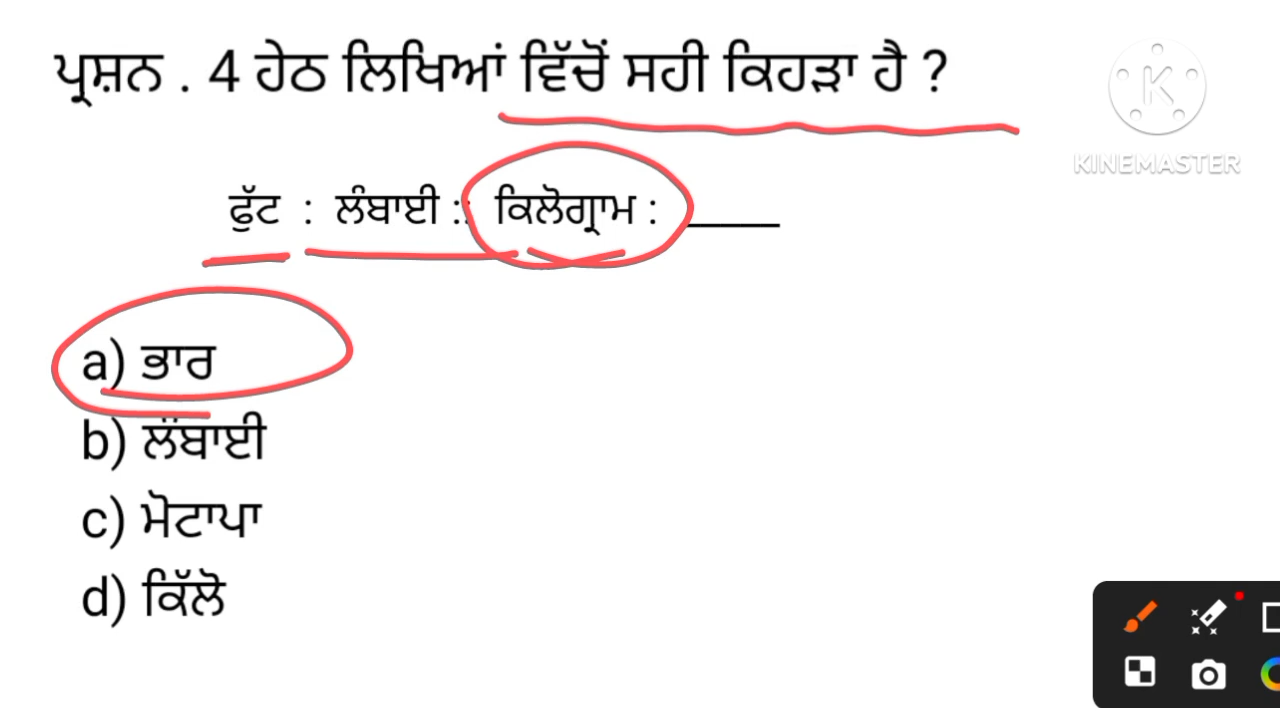 ਪ੍ਰਸ਼ਨ . 4 ਹੇਠ ਲਿਖਿਆਂ ਵਿੱਚੋਂ ਸਹੀ ਕਿਹੜਾ ਹੈ ?
K
KINEMASTER
ਫੁੱਟ : ਲੰਬਾਈ :: ਕਿਲੋਗ੍ਰਾਮ : ____
a) ਭਾਰ
b) ਲੰਬਾਈ
c) ਮੋਟਾਪਾ
d) ਕਿੱਲੋ